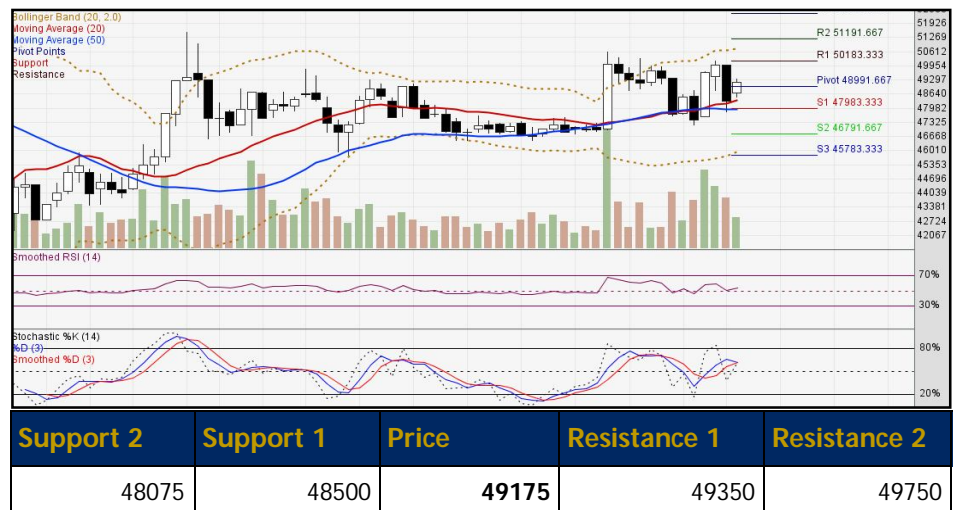 Bollinger Band (20, 2.0)
Moving Average (20)
Moving Average (50)
Pivot Points
Support
Resistance
51926
51269
50612
49954
49297
48640
47982
47325
46668
46010
45353
44696
44039
43381
42724
42067
R2 51191.667
R1 50183.333
Pivot 48991.667
S1 47983.333
S2 46791.667
S3 45783.333
Smoothed RSI (14)
70%
30%
Stochastic %K (14)
%D (3)
Smoothed %D (3)
80%
20%
Support 2 Support 1 Price Resistance 1 Resistance 2
48075 48500 49175 49350 49750